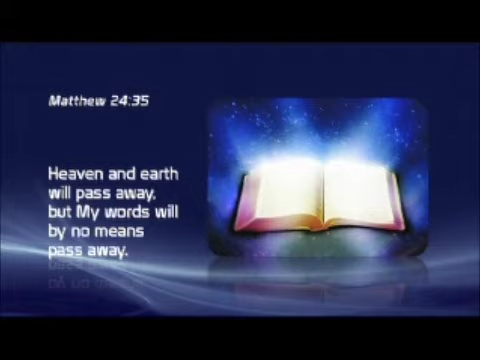 Matthew 24:35
Heaven and earth
will pass away,
but My words will
by no means
pass away.